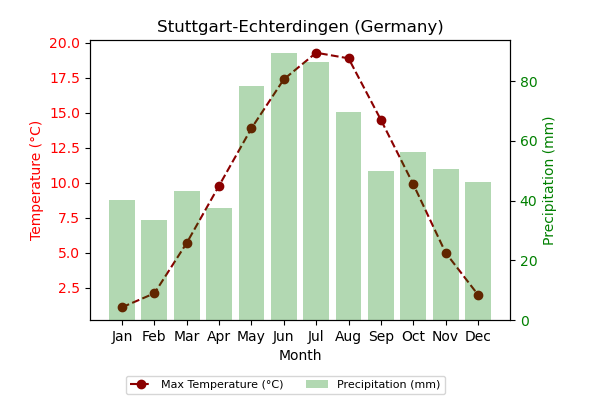 Stuttgart-Echterdingen (Germany)
20.0
17.5
15.0
12.5
10.0
7.5
5.0
2.5
Temperature (°C)
80
60
40
20
0
Precipitation (mm)
Jan Feb Mar Apr May Jun Jul Aug Sep Oct Nov Dec
Month
Max Temperature (°C) Precipitation (mm)